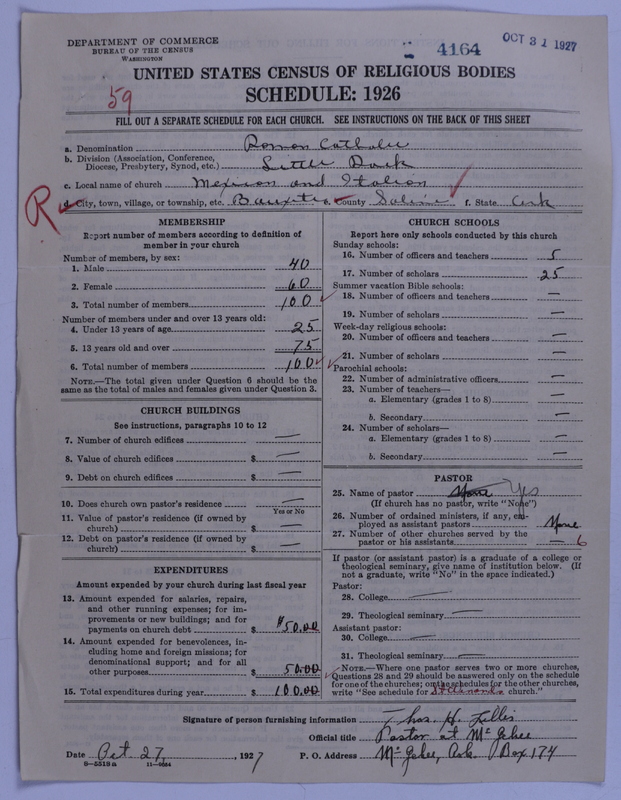 DEPARTMENT OF COMMERCE
BUREAU OF THE CENSUS
WASHINGTON
4164
OCT 31 1927
UNITED STATES CENSUS OF RELIGIOUS BODIES
59
SCHEDULE: 1926
FILL OUT A SEPARATE SCHEDULE FOR EACH CHURCH. SEE INSTRUCTIONS ON THE BACK OF THIS SHEET
a. Denomination Roman Catholic
b. Division (Association, Conference,
Diocese, Presbytery, Synod, etc.) Little Rock
c. Local name of church Mexican and Italian
R
d. City, town, village, or township, etc. Bauxite e. County Saline f. State Ark
MEMBERSHIP
Report number of members according to definition of
member in your church
Number of members, by sex:
1. Male 40
2. Female 60
3. Total number of members 100
Number of members under and over 13 years old:
4. Under 13 years of age 25
5. 13 years old and over 75
6. Total number of members 100
NOTE.—The total given under Question 6 should be the
same as the total of males and females given under Question 3.
CHURCH BUILDINGS
See instructions, paragraphs 10 to 12
7. Number of church edifices —
8. Value of church edifices $ —
9. Debt on church edifices $ —
10. Does church own pastor's residence —
Yes or No
11. Value of pastor's residence (if owned by
church) $ —
12. Debt on pastor's residence (if owned by
church) $ —
EXPENDITURES
Amount expended by your church during last fiscal year
13. Amount expended for salaries, repairs,
and other running expenses; for im-
provements or new buildings; and for
payments on church debt $ $50.00
14. Amount expended for benevolences, in-
cluding home and foreign missions; for
denominational support; and for all
other purposes $ 50.00
15. Total expenditures during year $ 100.00
CHURCH SCHOOLS
Report here only schools conducted by this church
Sunday schools:
16. Number of officers and teachers 5
17. Number of scholars 25
Summer vacation Bible schools:
18. Number of officers and teachers —
19. Number of scholars —
Week-day religious schools:
20. Number of officers and teachers —
21. Number of scholars —
Parochial schools:
22. Number of administrative officers —
23. Number of teachers—
a. Elementary (grades 1 to 8) —
b. Secondary —
24. Number of scholars—
a. Elementary (grades 1 to 8) —
b. Secondary —
PASTOR
25. Name of pastor None Yes
(If church has no pastor, write "None")
26. Number of ordained ministers, if any, em-
ployed as assistant pastors None
27. Number of other churches served by the
pastor or his assistants — 6
If pastor (or assistant pastor) is a graduate of a college or
theological seminary, give name of institution below. (If
not a graduate, write "No" in the space indicated.)
Pastor:
28. College —
29. Theological seminary —
Assistant pastor:
30. College —
31. Theological seminary —
NOTE.—Where one pastor serves two or more churches,
Questions 28 and 29 should be answered only on the schedule
for one of the churches; on the schedules for the other churches,
write "See schedule for church."
Signature of person furnishing information Thos. H. Lillis
Official title Pastor at McGehee
Date Oct 27, 1927 P. O. Address McGehee, Ark. Box 174
8—5518a 11—9664